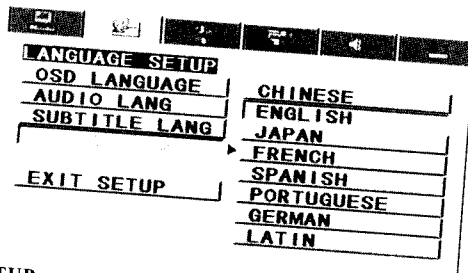 LANGUAGE SETUP
OSD LANGUAGE
AUDIO LANG
SUBTITLE LANG
EXIT SETUP
CHINESE
ENGLISH
JAPAN
FRENCH
SPANISH
PORTUGUESE
GERMAN
LATIN